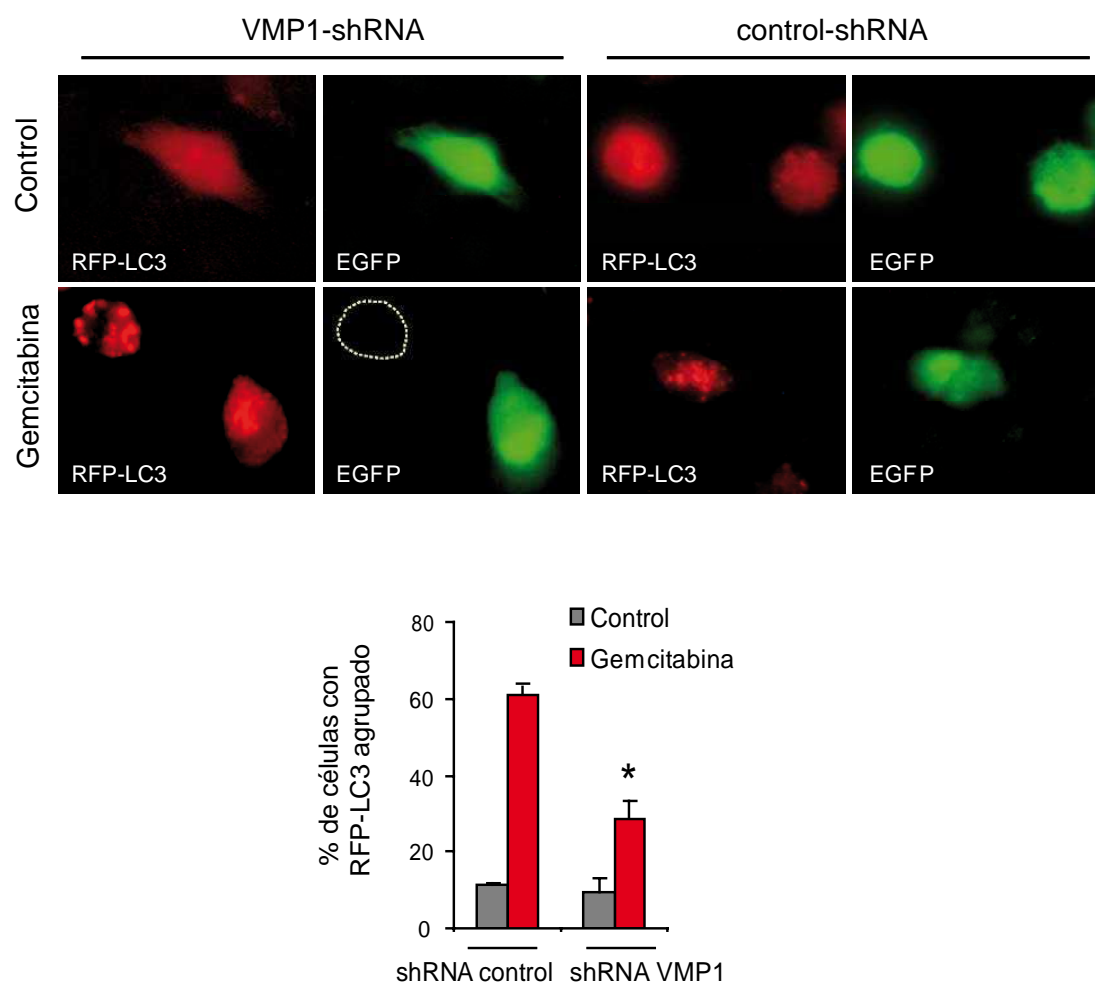 VMP1-shRNA
control-shRNA
Control
RFP-LC3
EGFP
RFP-LC3
EGFP
Gemcitabina
RFP-LC3
EGFP
RFP-LC3
EGFP
Control
Gemcitabina
% de células con
RFP-LC3 agrupado
80
60
40
20
0
*
shRNA control
shRNA VMP1